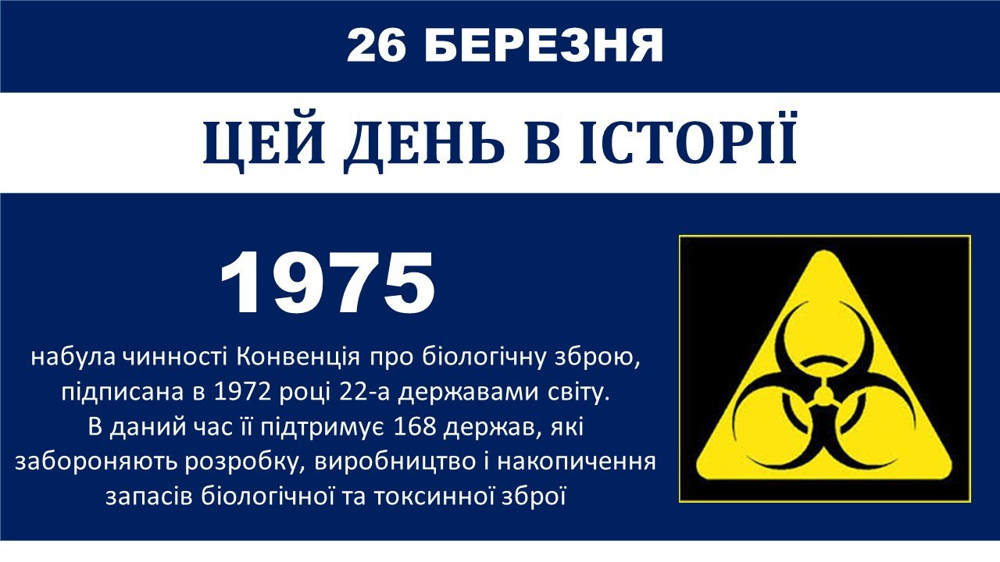 26 БЕРЕЗНЯ
ЦЕЙ ДЕНЬ В ІСТОРІЇ
1975
набула чинності Конвенція про біологічну зброю,
підписана в 1972 році 22-а державами світу.
В даний час її підтримує 168 держав, які
забороняють розробку, виробництво і накопичення
запасів біологічної та токсинної зброї